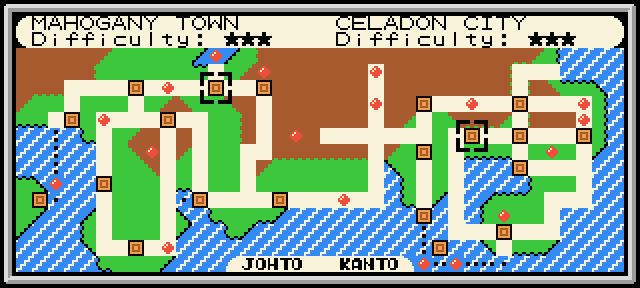 MAHOGANY TOWN CELADON CITY
Difficulty: ★★★ Difficulty: ★★★
JOHTO KANTO